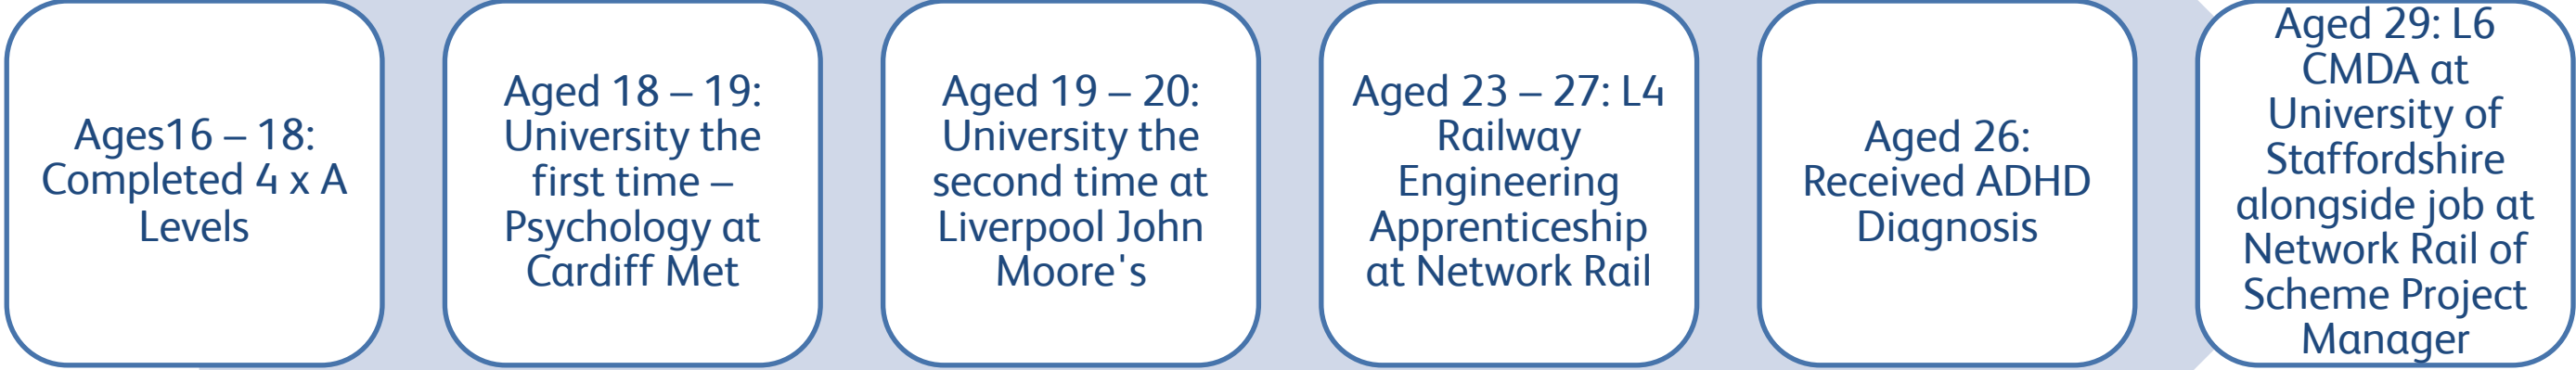 Ages16 – 18:
Completed 4 x A
Levels
Aged 18 – 19:
University the
first time –
Psychology at
Cardiff Met
Aged 19 – 20:
University the
second time at
Liverpool John
Moore's
Aged 23 – 27: L4
Railway
Engineering
Apprenticeship
at Network Rail
Aged 26:
Received ADHD
Diagnosis
Aged 29: L6
CMDA at
University of
Staffordshire
alongside job at
Network Rail of
Scheme Project
Manager